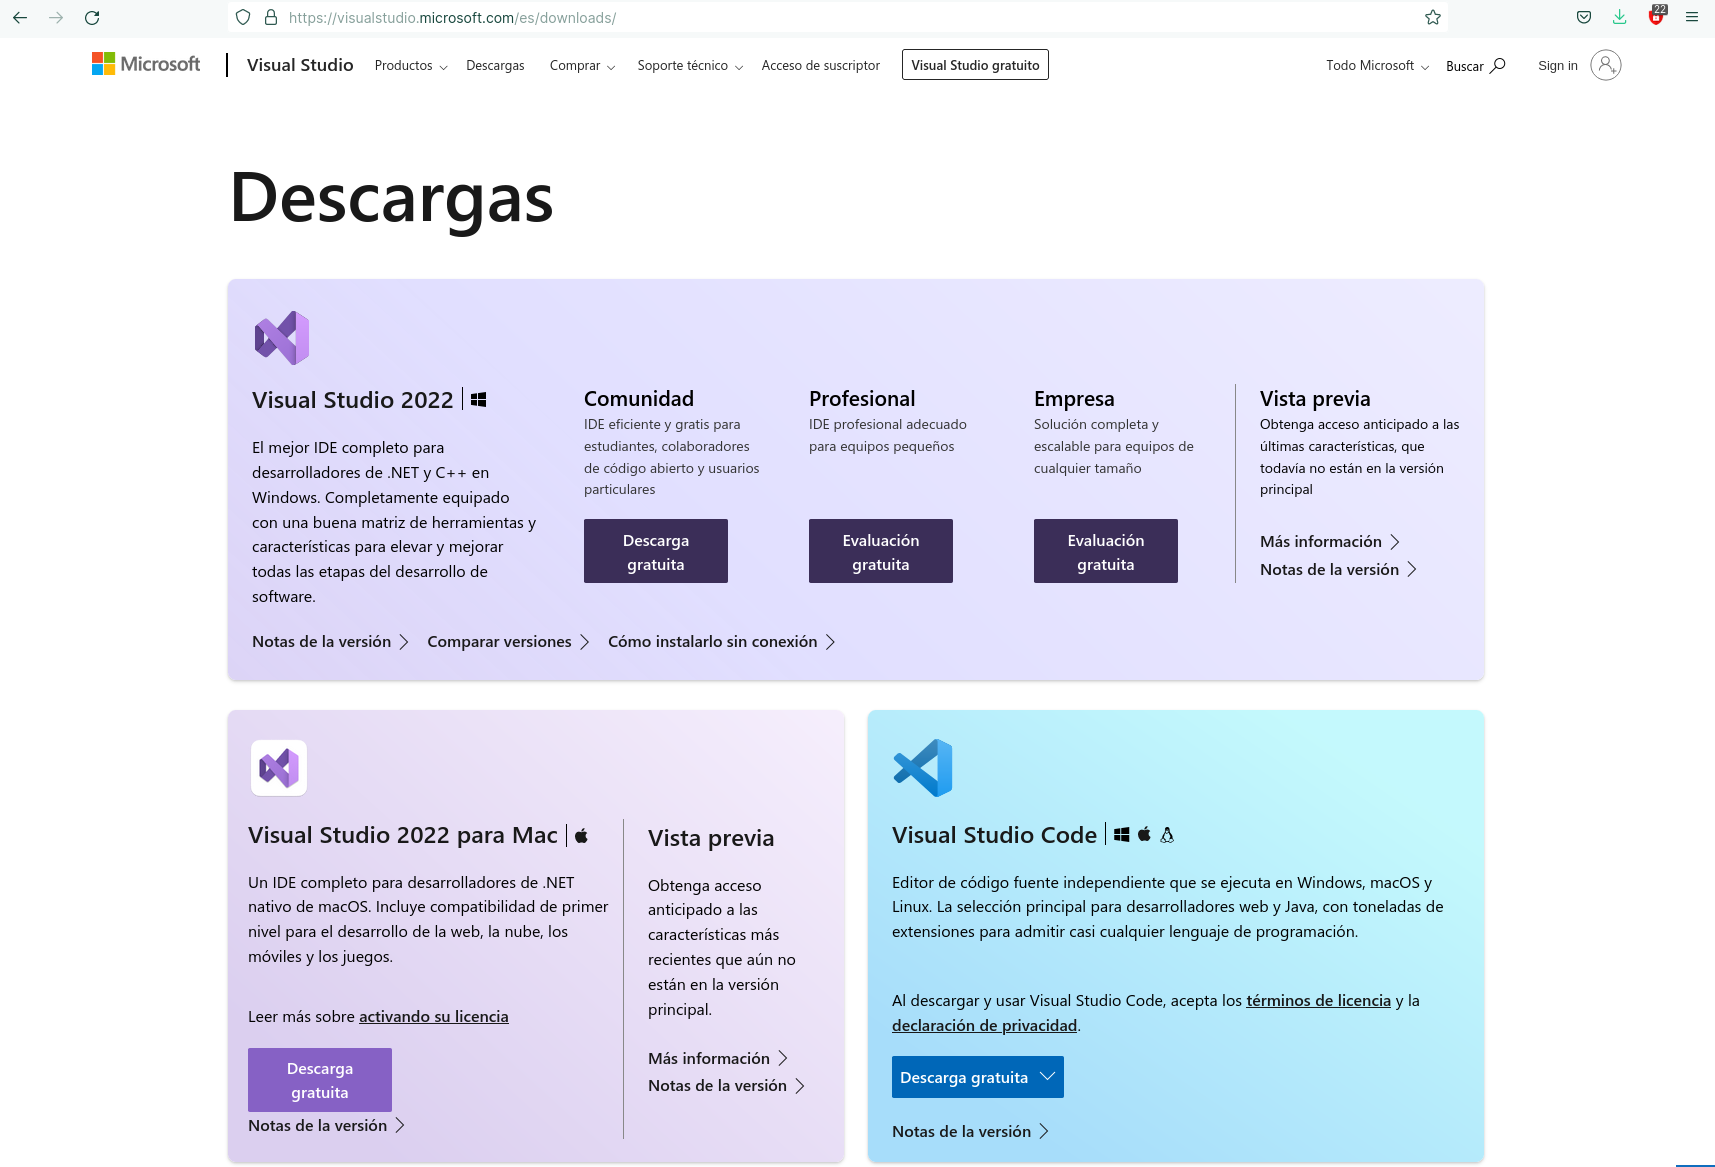 https://visualstudio.microsoft.com/es/downloads/
22
Microsoft
Visual Studio
Productos
Descargas
Comprar
Soporte técnico
Acceso de suscriptor
Visual Studio gratuito
Todo Microsoft
Buscar
Sign in
Descargas
Visual Studio 2022
El mejor IDE completo para
desarrolladores de .NET y C++ en
Windows. Completamente equipado
con una buena matriz de herramientas y
características para elevar y mejorar
todas las etapas del desarrollo de
software.
Comunidad
IDE eficiente y gratis para
estudiantes, colaboradores
de código abierto y usuarios
particulares
Descarga
gratuita
Profesional
IDE profesional adecuado
para equipos pequeños
Evaluación
gratuita
Empresa
Solución completa y
escalable para equipos de
cualquier tamaño
Evaluación
gratuita
Vista previa
Obtenga acceso anticipado a las
últimas características, que
todavía no están en la versión
principal
Más información
Notas de la versión
Notas de la versión
Comparar versiones
Cómo instalarlo sin conexión
Visual Studio 2022 para Mac
Un IDE completo para desarrolladores de .NET
nativo de macOS. Incluye compatibilidad de primer
nivel para el desarrollo de la web, la nube, los
móviles y los juegos.
Leer más sobre activando su licencia
Descarga
gratuita
Notas de la versión
Vista previa
Obtenga acceso
anticipado a las
características más
recientes que aún no
están en la versión
principal.
Más información
Notas de la versión
Visual Studio Code
Editor de código fuente independiente que se ejecuta en Windows, macOS y
Linux. La selección principal para desarrolladores web y Java, con toneladas de
extensiones para admitir casi cualquier lenguaje de programación.
Al descargar y usar Visual Studio Code, acepta los términos de licencia y la
declaración de privacidad.
Descarga gratuita
Notas de la versión